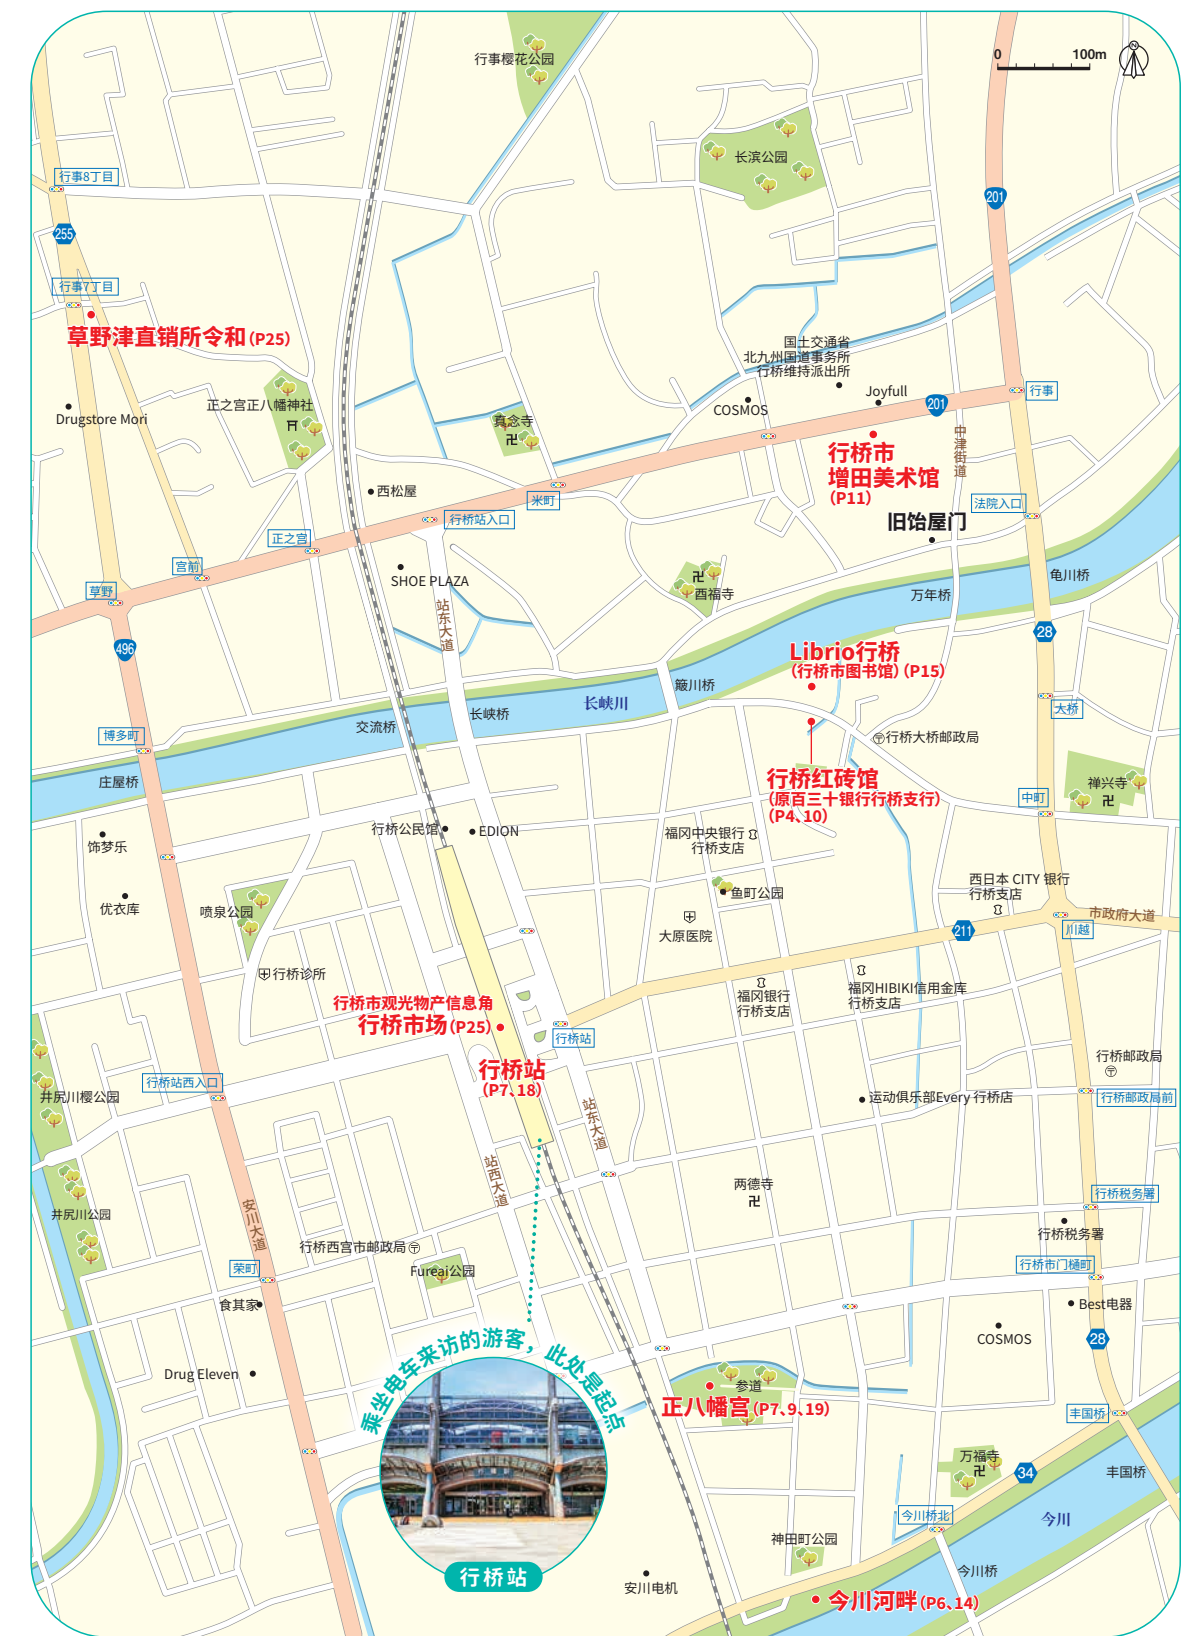 行事樱花公园
0 100m
N
长滨公园
行事8丁目
201
255
行事7丁目
草野津直销所令和(P25)
国土交通省
北九州国道事务所
行桥维持派出所
Joyfull
行事
COSMOS
201
正之宫正八幡神社
Drugstore Mori
真念寺
中津街道
行桥市
增田美术馆
(P11)
西松屋
米町
行桥站入口
法院入口
旧饴屋门
正之宫
宫前
SHOE PLAZA
草野
酉福寺
万年桥
龟川桥
站东大道
496
28
Librio行桥
(行桥市图书馆)(P15)
簸川桥
长峡川
长峡桥
交流桥
大桥
博多町
行桥大桥邮政局
庄屋桥
行桥红砖馆
(原百三十银行行桥支行)
(P4、10)
禅兴寺
中町
行桥公民馆
EDION
福冈中央银行
行桥支店
饰梦乐
西日本 CITY 银行
行桥支店
鱼町公园
优衣库
喷泉公园
市政府大道
大原医院
211
川越
行桥诊所
福冈银行
行桥支店
福冈HIBIKI信用金库
行桥支店
行桥市观光物产信息角
行桥市场(P25)
行桥站
行桥站
(P7、18)
行桥邮政局
行桥站西入口
井尻川樱公园
运动俱乐部Every 行桥店
行桥邮政局前
站东大道
站西大道
两德寺
行桥税务署
井尻川公园
安川大道
行桥税务署
行桥西宫市邮政局
荣町
Fureai公园
行桥市门樋町
食其家
Best电器
COSMOS
28
乘坐电车来访的游客，此处是起点
Drug Eleven
参道
正八幡宫(P7、9、19)
丰国桥
万福寺
34
丰国桥
今川桥北
今川
神田町公园
今川桥
行桥站
安川电机
今川河畔(P6、14)